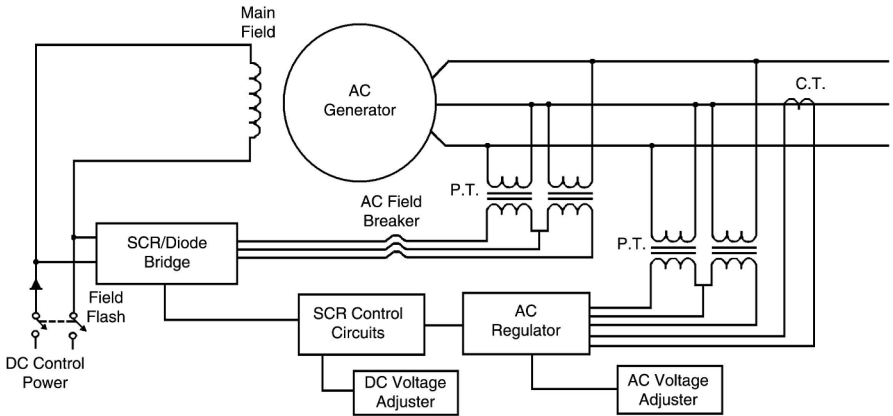 Main
Field
AC
Generator
C.T.
P.T.
AC Field
Breaker
P.T.
SCR/Diode
Bridge
Field
Flash
SCR Control
Circuits
AC
Regulator
DC Control
Power
DC Voltage
Adjuster
AC Voltage
Adjuster